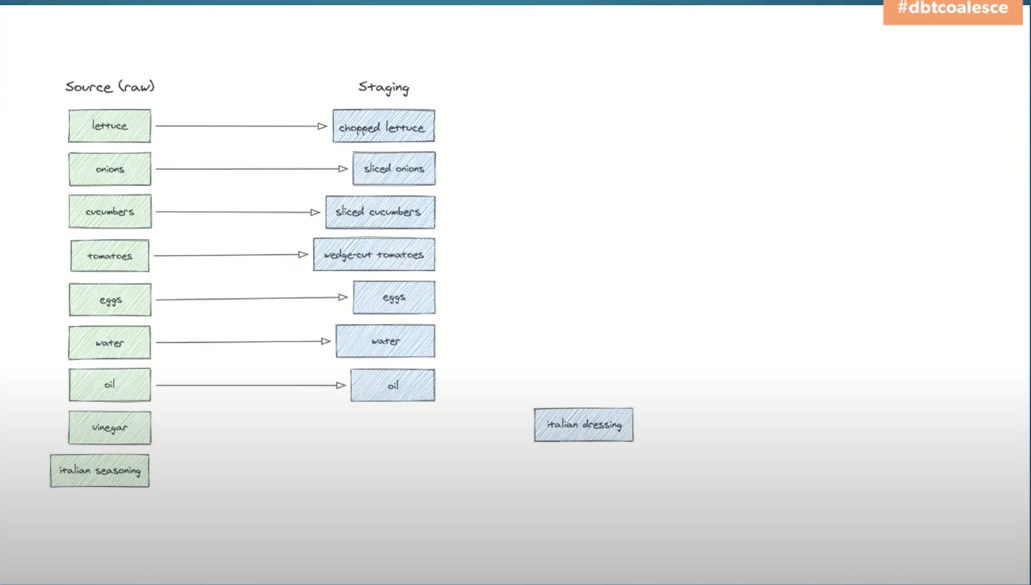 #dbtcoalesce
Source (raw)
Staging
lettuce
chopped lettuce
onions
sliced onions
cucumbers
sliced cucumbers
tomatoes
wedge-cut tomatoes
eggs
eggs
water
water
oil
oil
vinegar
italian dressing
italian seasoning